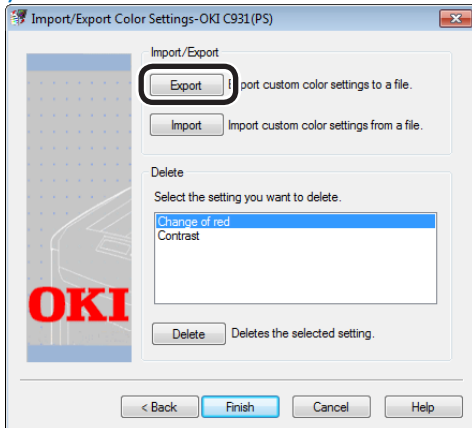 Import/Export Color Settings-OKI C931(PS)
Import/Export
Export
port custom color settings to a file.
Import
Import custom color settings from a file.
Delete
Select the setting you want to delete.
Change of red
Contrast
OKI
Delete
Deletes the selected setting.
< Back
Finish
Cancel
Help